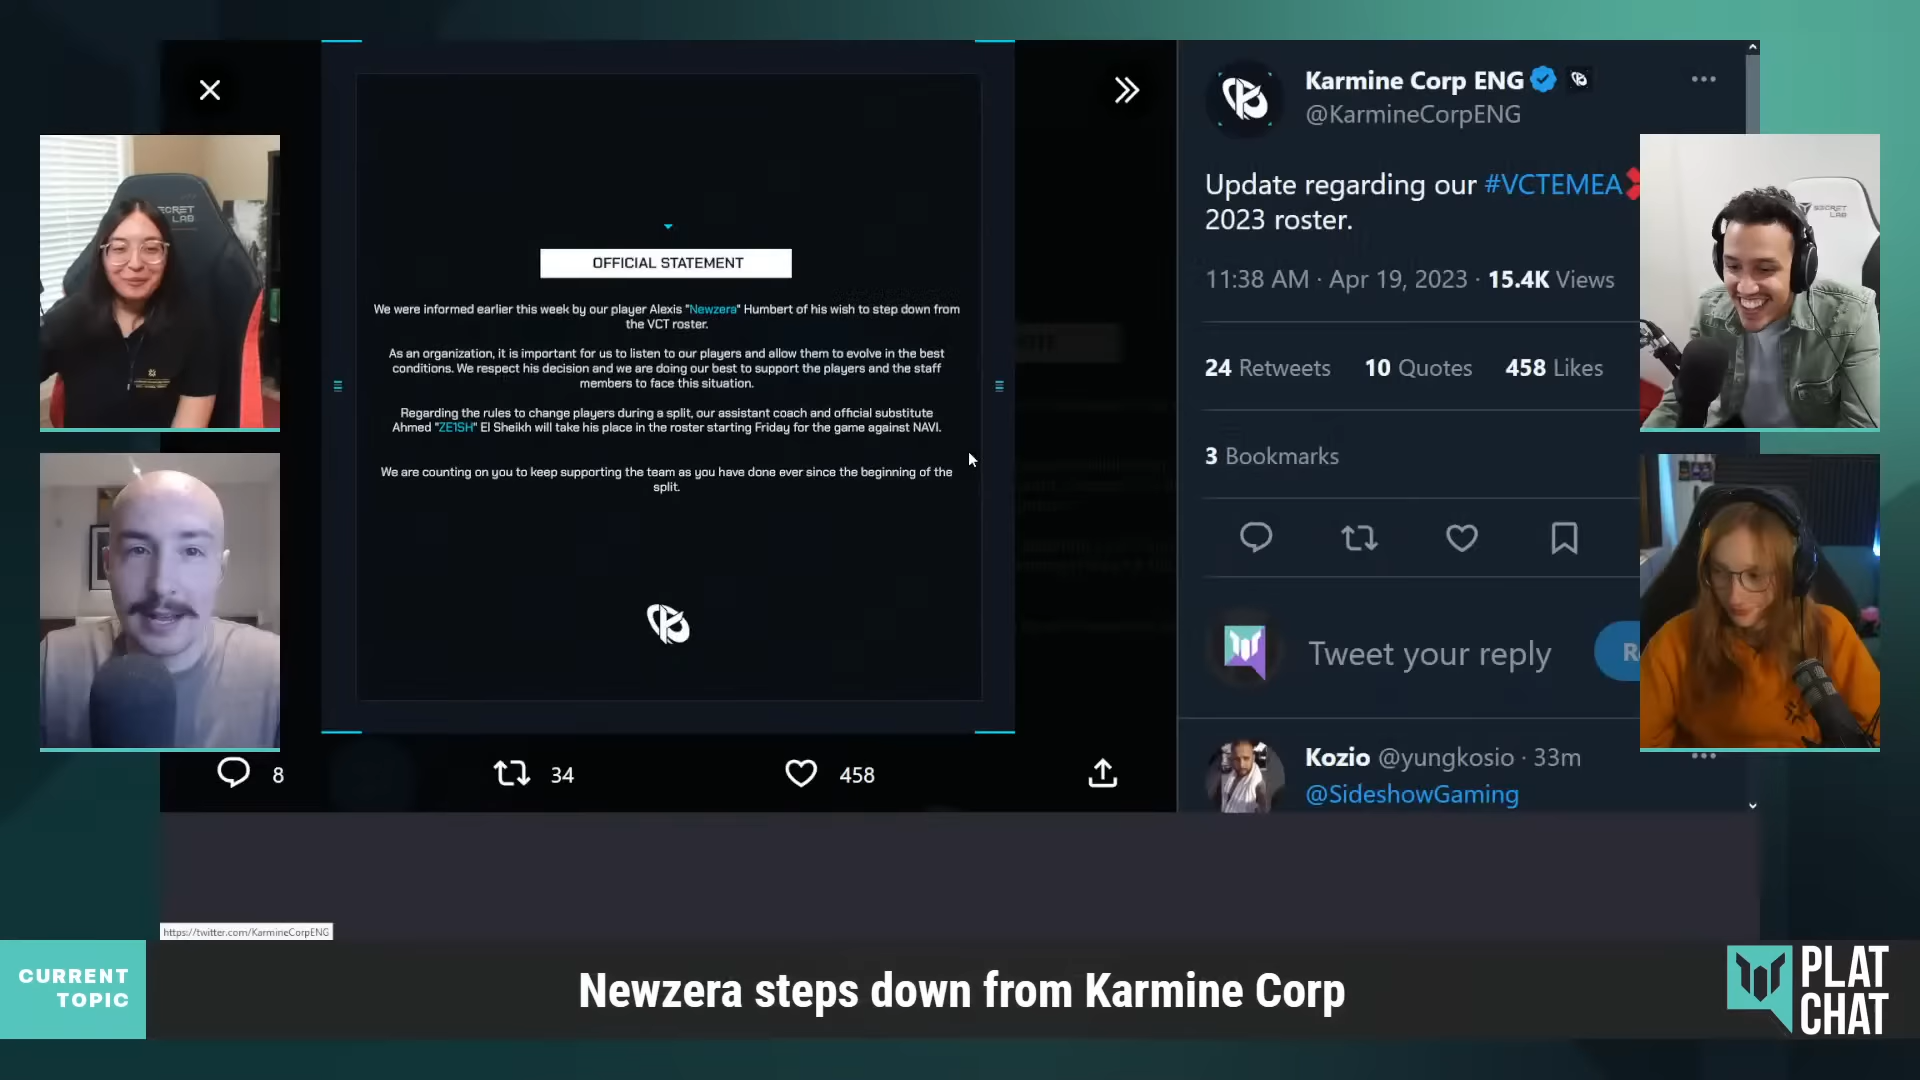 OFFICIAL STATEMENT
We were informed earlier this week by our player Alexis "Newzera" Humbert of his wish to step down from
the VCT roster.
As an organization, it is important for us to listen to our players and allow them to evolve in the best
conditions. We respect his decision and we are doing our best to support the players and the staff
members to face this situation.
Regarding the rules to change players during a split, our assistant coach and official substitute
Ahmed "ZE1SH" El Sheikh will take his place in the roster starting Friday for the game against NAVI.
We are counting on you to keep supporting the team as you have done ever since the beginning of the
split.
8
34
458
Karmine Corp ENG
@KarmineCorpENG
Update regarding our #VCTEMEA
2023 roster.
11:38 AM · Apr 19, 2023 · 15.4K Views
24 Retweets 10 Quotes 458 Likes
3 Bookmarks
Tweet your reply
R
Kozio @yungkosio · 33m
@SideshowGaming
SECRET
LAB
SECRET
LAB
https://twitter.com/KarmineCorpENG
CURRENT
TOPIC
Newzera steps down from Karmine Corp
PLAT
CHAT